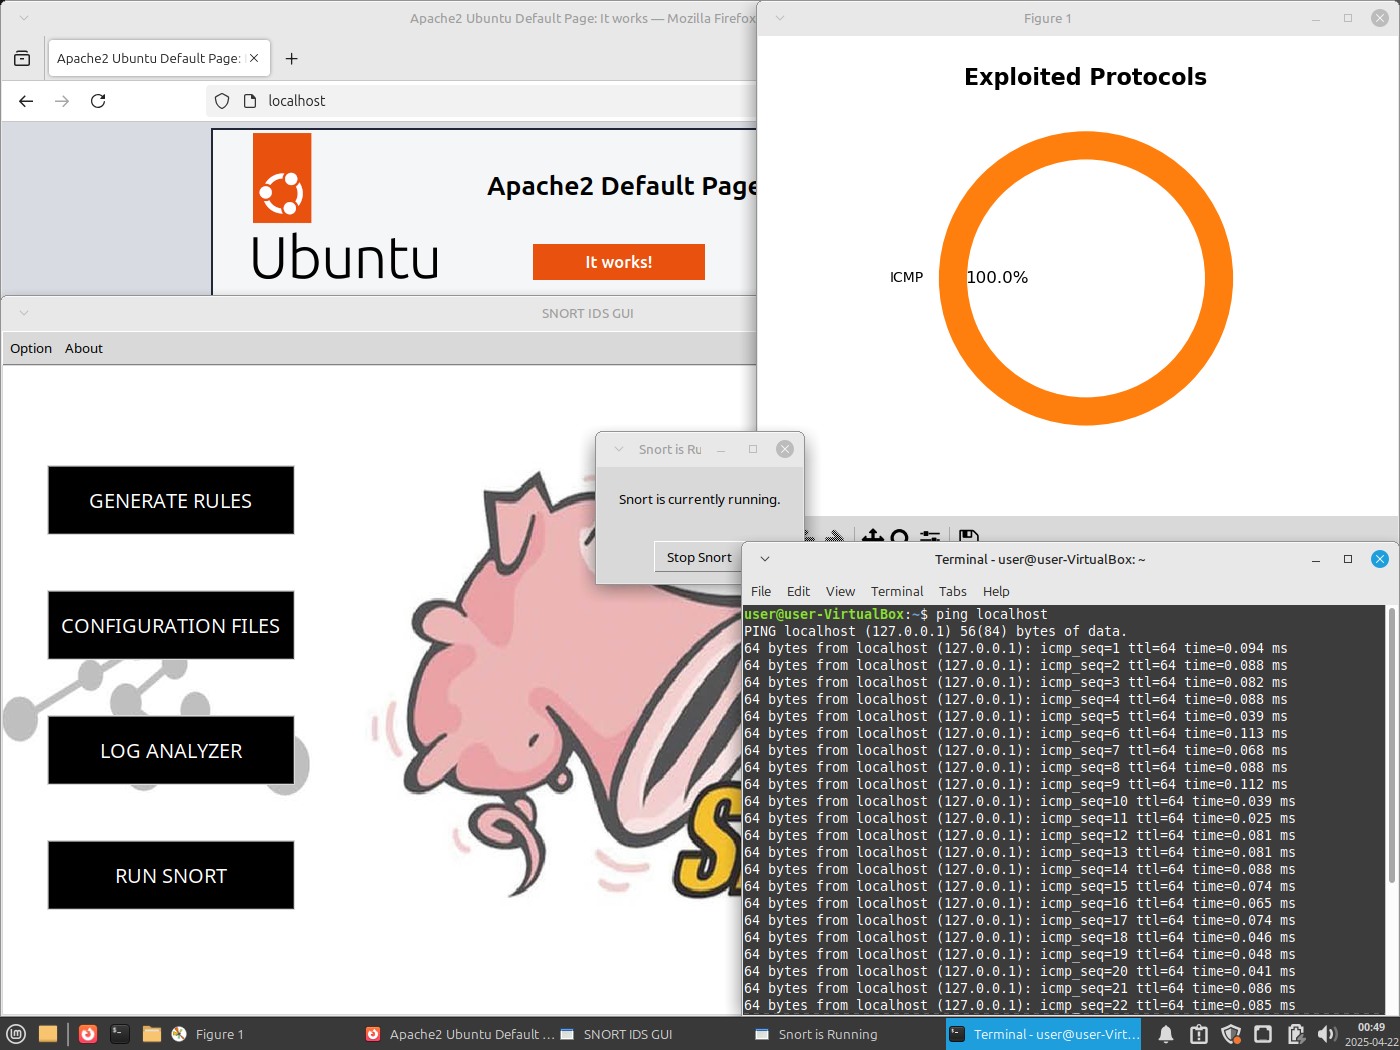 Apache2 Ubuntu Default Page: It works — Mozilla Firefox
Apache2 Ubuntu Default Page:
localhost
Apache2 Default Page
Ubuntu
It works!
Figure 1
Exploited Protocols
ICMP
100.0%
SNORT IDS GUI
Option About
GENERATE RULES
CONFIGURATION FILES
LOG ANALYZER
RUN SNORT
Snort is Ru
Snort is currently running.
Stop Snort
Terminal - user@user-VirtualBox: ~
File Edit View Terminal Tabs Help
user@user-VirtualBox:~$ ping localhost
PING localhost (127.0.0.1) 56(84) bytes of data.
64 bytes from localhost (127.0.0.1): icmp_seq=1 ttl=64 time=0.094 ms
64 bytes from localhost (127.0.0.1): icmp_seq=2 ttl=64 time=0.088 ms
64 bytes from localhost (127.0.0.1): icmp_seq=3 ttl=64 time=0.082 ms
64 bytes from localhost (127.0.0.1): icmp_seq=4 ttl=64 time=0.088 ms
64 bytes from localhost (127.0.0.1): icmp_seq=5 ttl=64 time=0.039 ms
64 bytes from localhost (127.0.0.1): icmp_seq=6 ttl=64 time=0.113 ms
64 bytes from localhost (127.0.0.1): icmp_seq=7 ttl=64 time=0.068 ms
64 bytes from localhost (127.0.0.1): icmp_seq=8 ttl=64 time=0.088 ms
64 bytes from localhost (127.0.0.1): icmp_seq=9 ttl=64 time=0.112 ms
64 bytes from localhost (127.0.0.1): icmp_seq=10 ttl=64 time=0.039 ms
64 bytes from localhost (127.0.0.1): icmp_seq=11 ttl=64 time=0.025 ms
64 bytes from localhost (127.0.0.1): icmp_seq=12 ttl=64 time=0.081 ms
64 bytes from localhost (127.0.0.1): icmp_seq=13 ttl=64 time=0.081 ms
64 bytes from localhost (127.0.0.1): icmp_seq=14 ttl=64 time=0.088 ms
64 bytes from localhost (127.0.0.1): icmp_seq=15 ttl=64 time=0.074 ms
64 bytes from localhost (127.0.0.1): icmp_seq=16 ttl=64 time=0.065 ms
64 bytes from localhost (127.0.0.1): icmp_seq=17 ttl=64 time=0.074 ms
64 bytes from localhost (127.0.0.1): icmp_seq=18 ttl=64 time=0.046 ms
64 bytes from localhost (127.0.0.1): icmp_seq=19 ttl=64 time=0.048 ms
64 bytes from localhost (127.0.0.1): icmp_seq=20 ttl=64 time=0.041 ms
64 bytes from localhost (127.0.0.1): icmp_seq=21 ttl=64 time=0.086 ms
64 bytes from localhost (127.0.0.1): icmp_seq=22 ttl=64 time=0.085 ms
Figure 1
Apache2 Ubuntu Default ...
SNORT IDS GUI
Snort is Running
Terminal - user@user-Virt...
00:49
2025-04-22